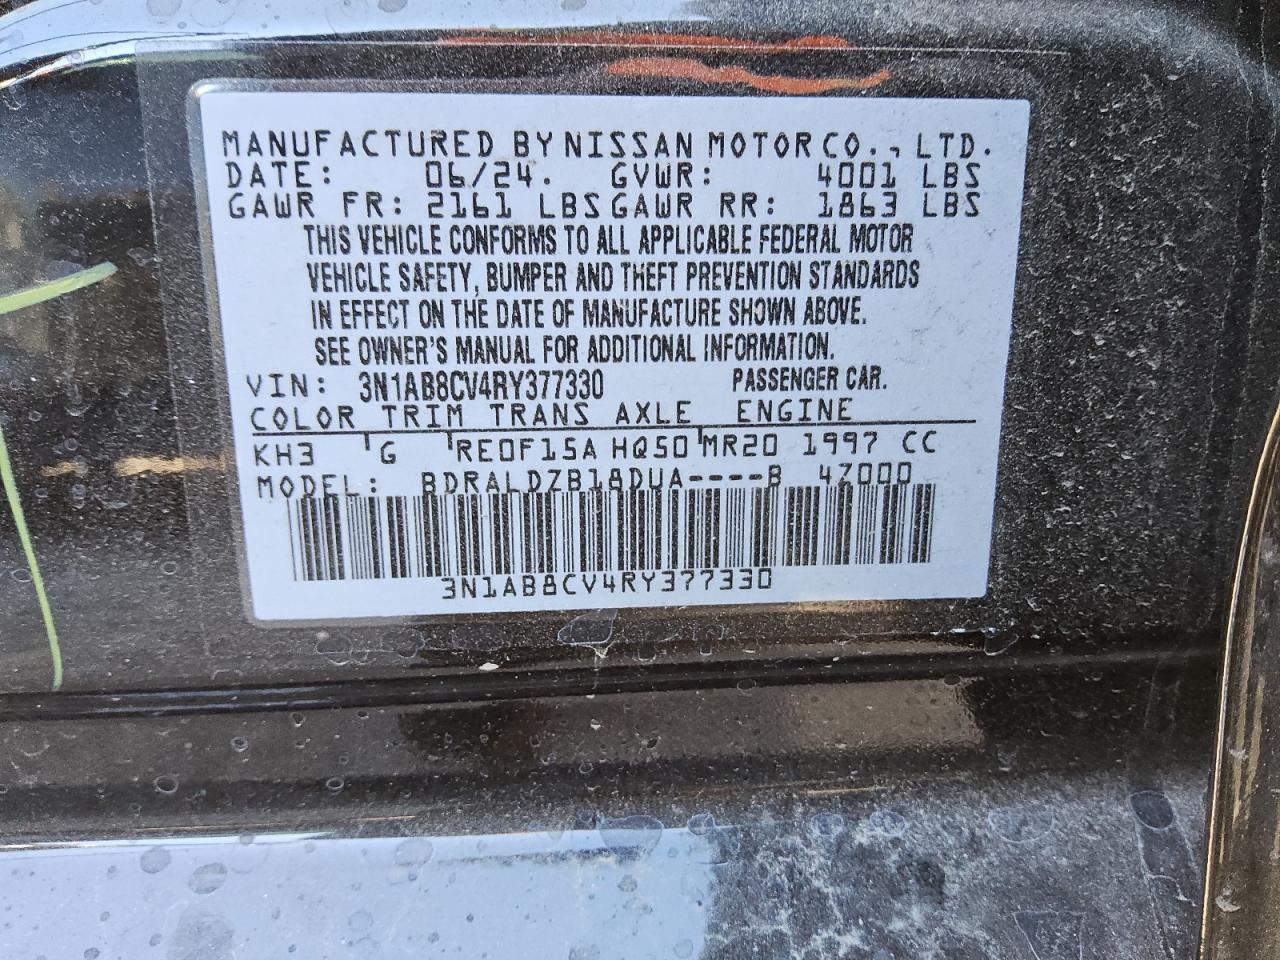 MANUFACTURED BY NISSAN MOTOR CO., LTD.
DATE: 06/24. GVWR: 4001 LBS
GAWR FR: 2161 LBS GAWR RR: 1863 LBS
THIS VEHICLE CONFORMS TO ALL APPLICABLE FEDERAL MOTOR
VEHICLE SAFETY, BUMPER AND THEFT PREVENTION STANDARDS
IN EFFECT ON THE DATE OF MANUFACTURE SHOWN ABOVE.
SEE OWNER'S MANUAL FOR ADDITIONAL INFORMATION.
VIN: 3N1AB8CV4RY377330 PASSENGER CAR.
COLOR TRIM TRANS AXLE ENGINE
KH3 G RE0F15A HQ50 MR20 1997 CC
MODEL: BDRALDZB18DUA----B 4Z000
3N1AB8CV4RY377330